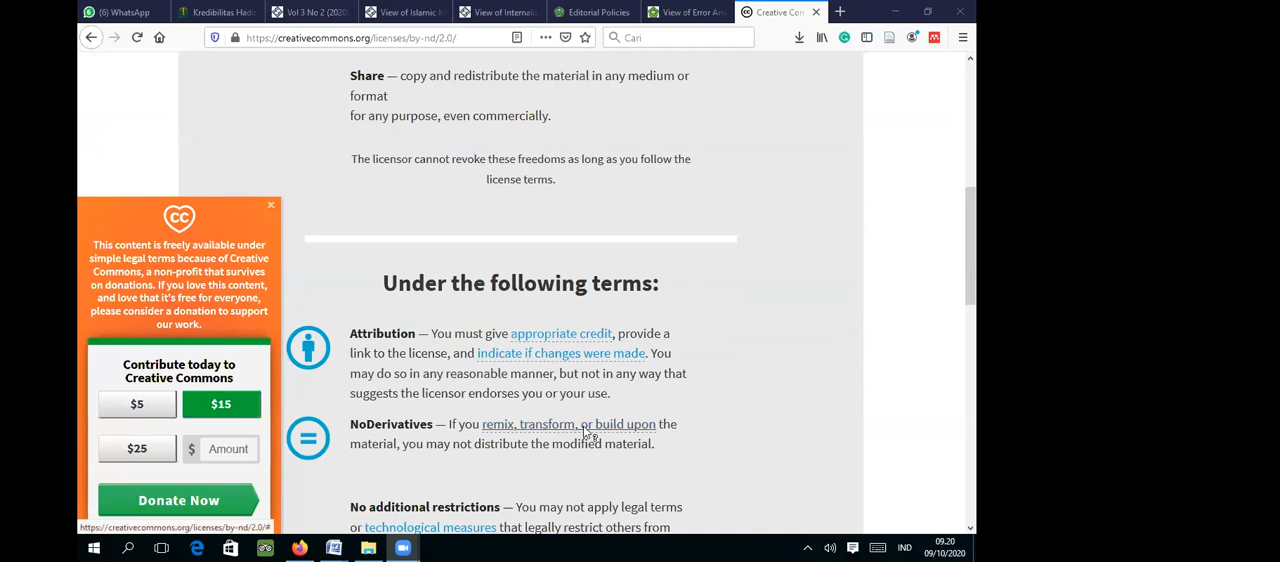 (1) WhatsApp
Kredibilitas Hadi
Vol 3 No 2 (2020)
View of Islamic M
View of Internali
Editorial Policies
View of Error Ana
Creative Com
https://creativecommons.org/licenses/by-nd/2.0/
Cari
Share — copy and redistribute the material in any medium or
format
for any purpose, even commercially.
The licensor cannot revoke these freedoms as long as you follow the
license terms.
Under the following terms:
Attribution — You must give appropriate credit, provide a
link to the license, and indicate if changes were made. You
may do so in any reasonable manner, but not in any way that
suggests the licensor endorses you or your use.
NoDerivatives — If you remix, transform, or build upon the
material, you may not distribute the modified material.
No additional restrictions — You may not apply legal terms
or technological measures that legally restrict others from
CC
This content is freely available under
simple legal terms because of Creative
Commons, a non-profit that survives
on donations. If you love this content,
and love that it's free for everyone,
please consider a donation to support
our work.
Contribute today to
Creative Commons
$5
$15
$25
$ Amount
Donate Now
https://creativecommons.org/licenses/by-nd/2.0/#
IND
09.20
09/10/2020